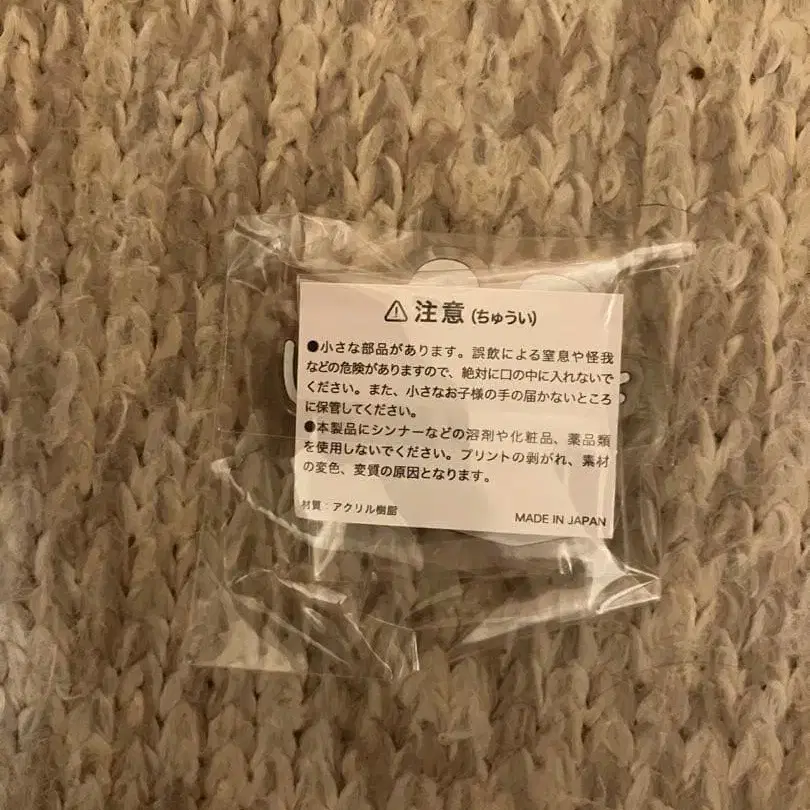 ⚠ 注意(ちゅうい)
●小さな部品があります。誤飲による窒息や怪我
などの危険がありますので、絶対に口の中に入れないで
ください。また、小さなお子様の手の届かないところ
に保管してください。
●本製品にシンナーなどの溶剤や化粧品、薬品類
を使用しないでください。プリントの剥がれ、素材
の変色、変質の原因となります。
材質：アクリル樹脂
MADE IN JAPAN